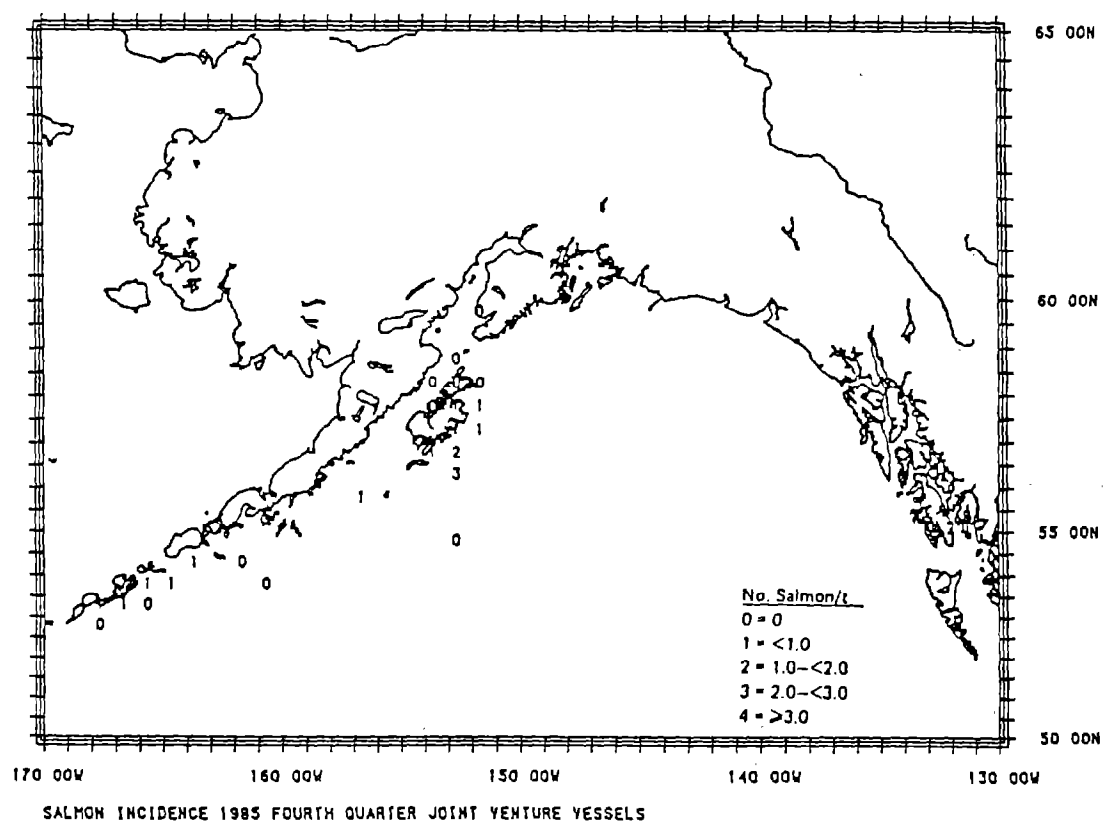 65 00N
60 00N
0
0 0 0
0 1
1
2
3
1 4
55 00N
0
1 0
1 1 0
1 0
0
No. Salmon/t
0 = 0
1 = <1.0
2 = 1.0-<2.0
3 = 2.0-<3.0
4 = ≥3.0
50 00N
170 00W 160 00W 150 00W 140 00W 130 00W
SALMON INCIDENCE 1985 FOURTH QUARTER JOINT VENTURE VESSELS